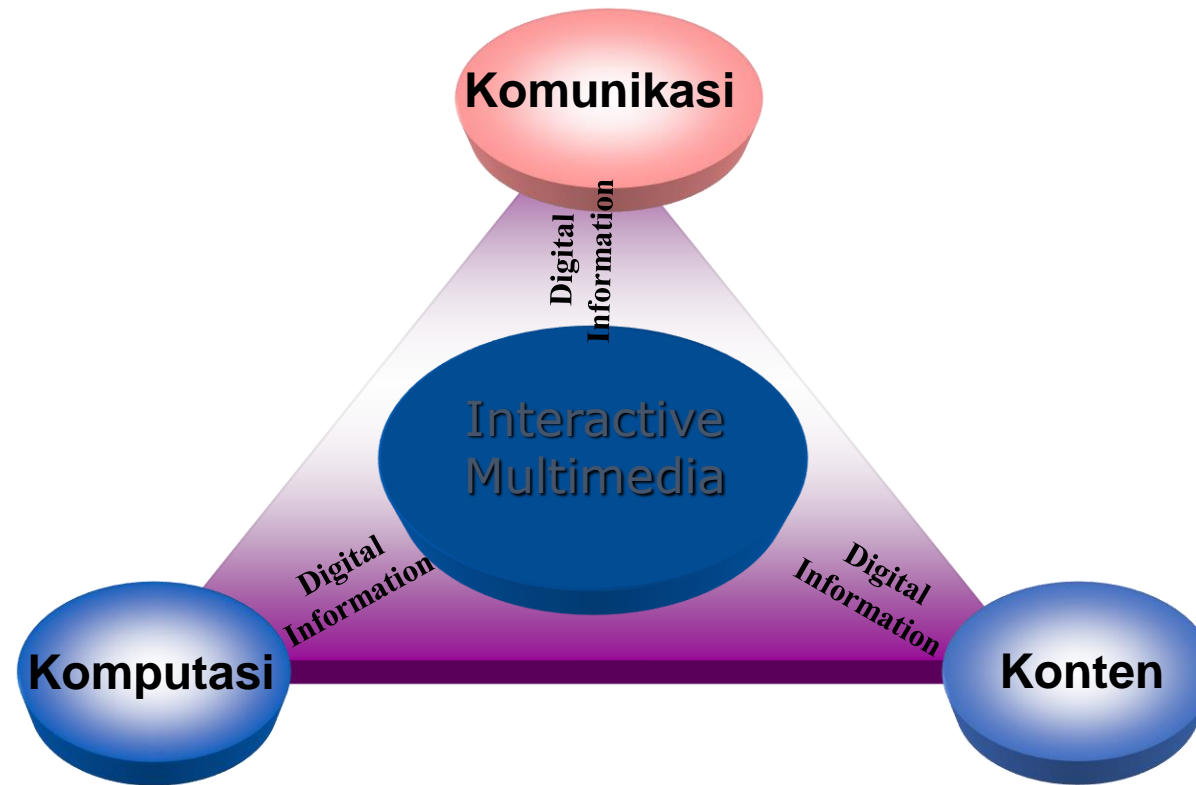 Komunikasi
Digital
Information
Interactive
Multimedia
Digital
Information
Digital
Information
Komputasi
Konten